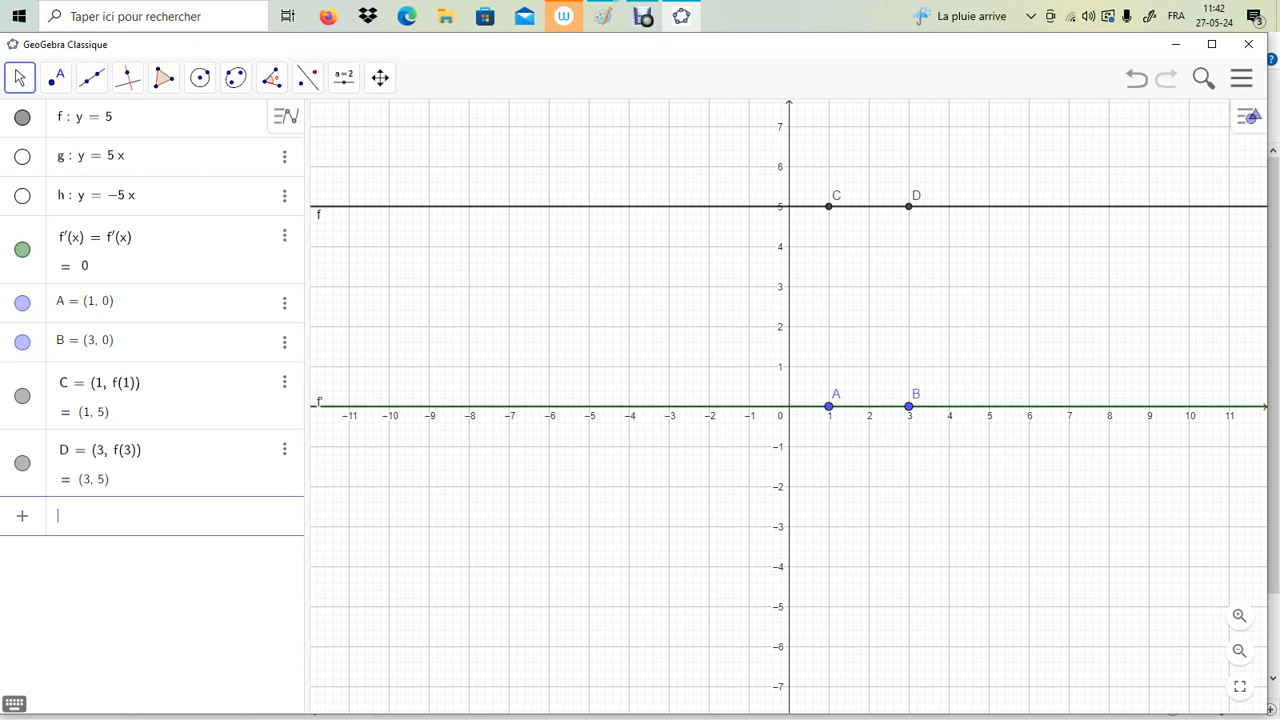 Taper ici pour rechercher
La pluie arrive
FRA
11:42
27-05-24
3
GeoGebra Classique
A
a=2
f : y = 5
g : y = 5 x
h : y = −5 x
f′(x) = f′(x)
= 0
A = (1, 0)
B = (3, 0)
C = (1, f(1))
= (1, 5)
D = (3, f(3))
= (3, 5)
+
7
6
C D
5
f
4
3
2
1
A B
f'
−11 −10 −9 −8 −7 −6 −5 −4 −3 −2 −1 0 1 2 3 4 5 6 7 8 9 10 11
−1
−2
−3
−4
−5
−6
−7